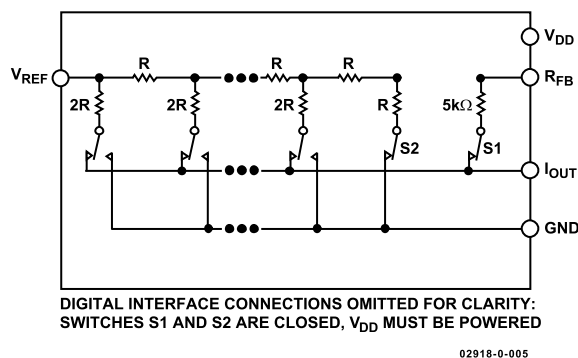 V_DD
R R R
V_REF R_FB
2R 2R 2R R 5kΩ
S2 S1
I_OUT
GND
DIGITAL INTERFACE CONNECTIONS OMITTED FOR CLARITY:
SWITCHES S1 AND S2 ARE CLOSED, V_DD MUST BE POWERED
02918-0-005